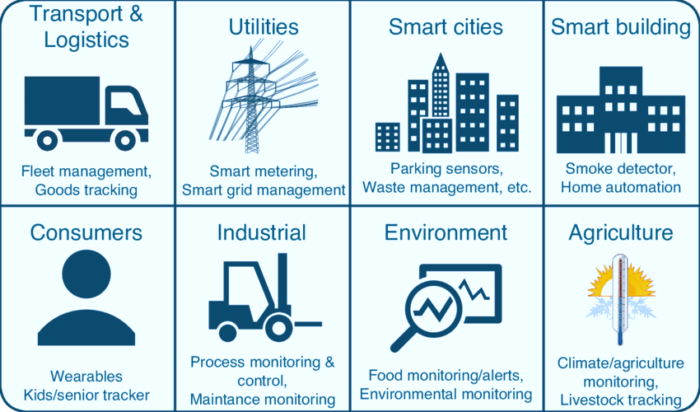 Transport &
Logistics
Fleet management,
Goods tracking
Utilities
Smart metering,
Smart grid management
Smart cities
Parking sensors,
Waste management, etc.
Smart building
Smoke detector,
Home automation
Consumers
Wearables
Kids/senior tracker
Industrial
Process monitoring &
control,
Maintance monitoring
Environment
Food monitoring/alerts,
Environmental monitoring
Agriculture
Climate/agriculture
monitoring,
Livestock tracking